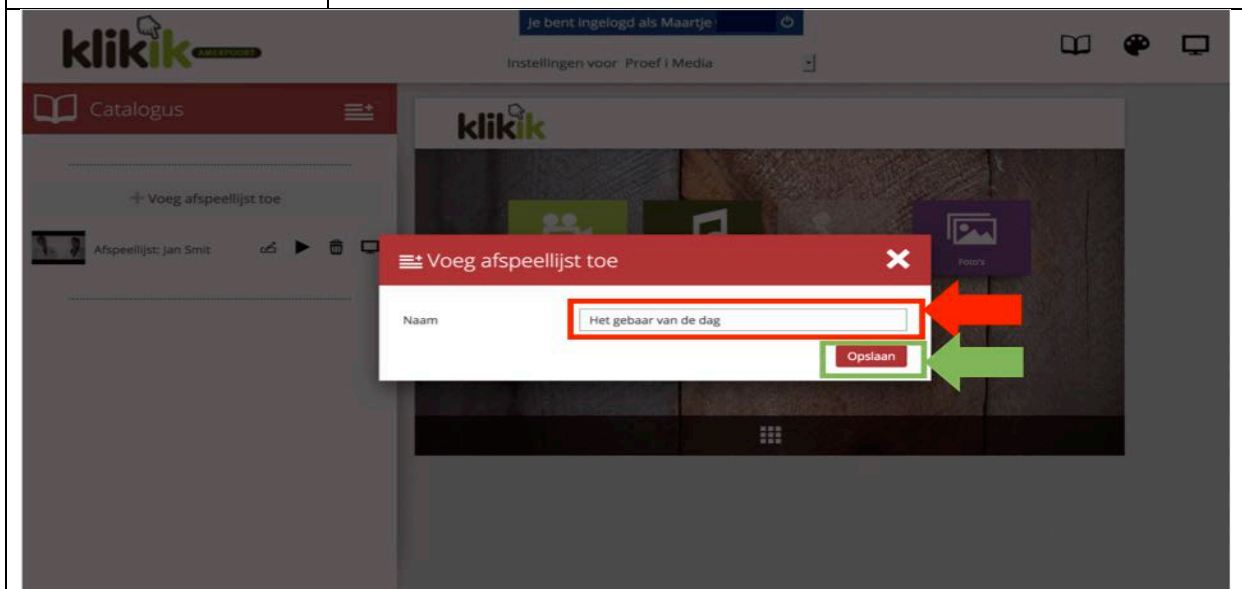 klikik AMERPOORT
Je bent ingelogd als Maartje
Instellingen voor Proef i Media
Catalogus
klikik
+ Voeg afspeellijst toe
Afspeellijst: Jan Smit
Foto's
Voeg afspeellijst toe
Naam
Het gebaar van de dag
Opslaan